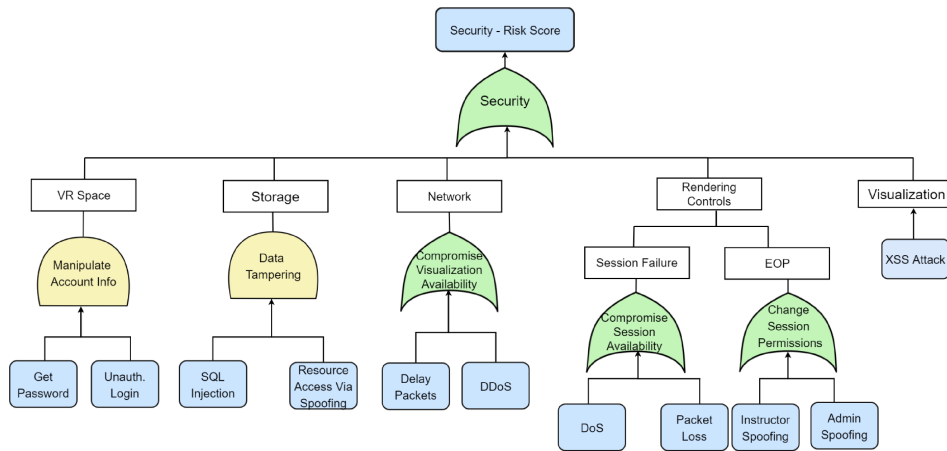 Security - Risk Score
Security
VR Space
Storage
Network
Rendering
Controls
Visualization
Manipulate
Account Info
Data
Tampering
Compromise
Visualization
Availability
Session Failure
EOP
XSS Attack
Compromise
Session
Availability
Change
Session
Permissions
Get
Password
Unauth.
Login
SQL
Injection
Resource
Access Via
Spoofing
Delay
Packets
DDoS
DoS
Packet
Loss
Instructor
Spoofing
Admin
Spoofing